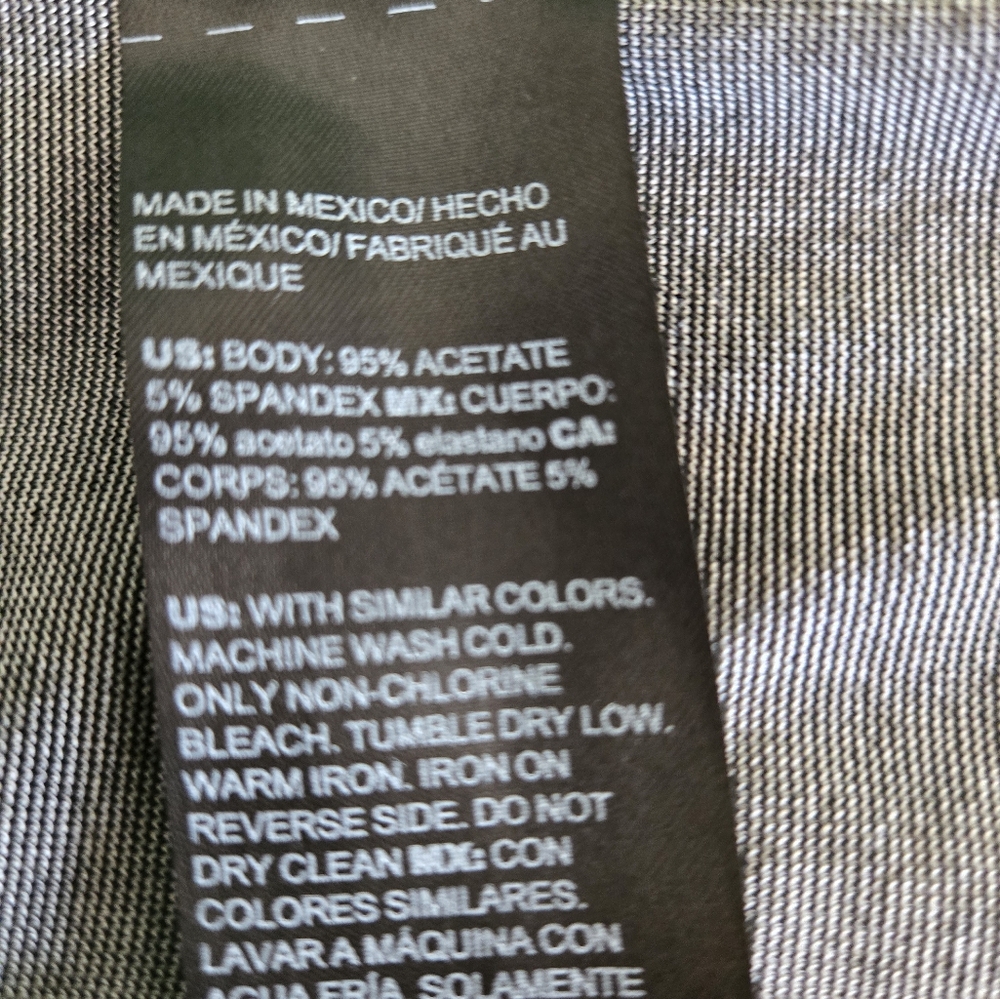 MADE IN MEXICO/ HECHO
EN MÉXICO/ FABRIQUÉ AU
MEXIQUE
US: BODY: 95% ACETATE
5% SPANDEX MX: CUERPO:
95% acetato 5% elastano CA:
CORPS: 95% ACÉTATE 5%
SPANDEX
US: WITH SIMILAR COLORS.
MACHINE WASH COLD.
ONLY NON-CHLORINE
BLEACH. TUMBLE DRY LOW.
WARM IRON. IRON ON
REVERSE SIDE. DO NOT
DRY CLEAN MX: CON
COLORES SIMILARES.
LAVAR A MÁQUINA CON
AGUA FRÍA. SOLAMENTE